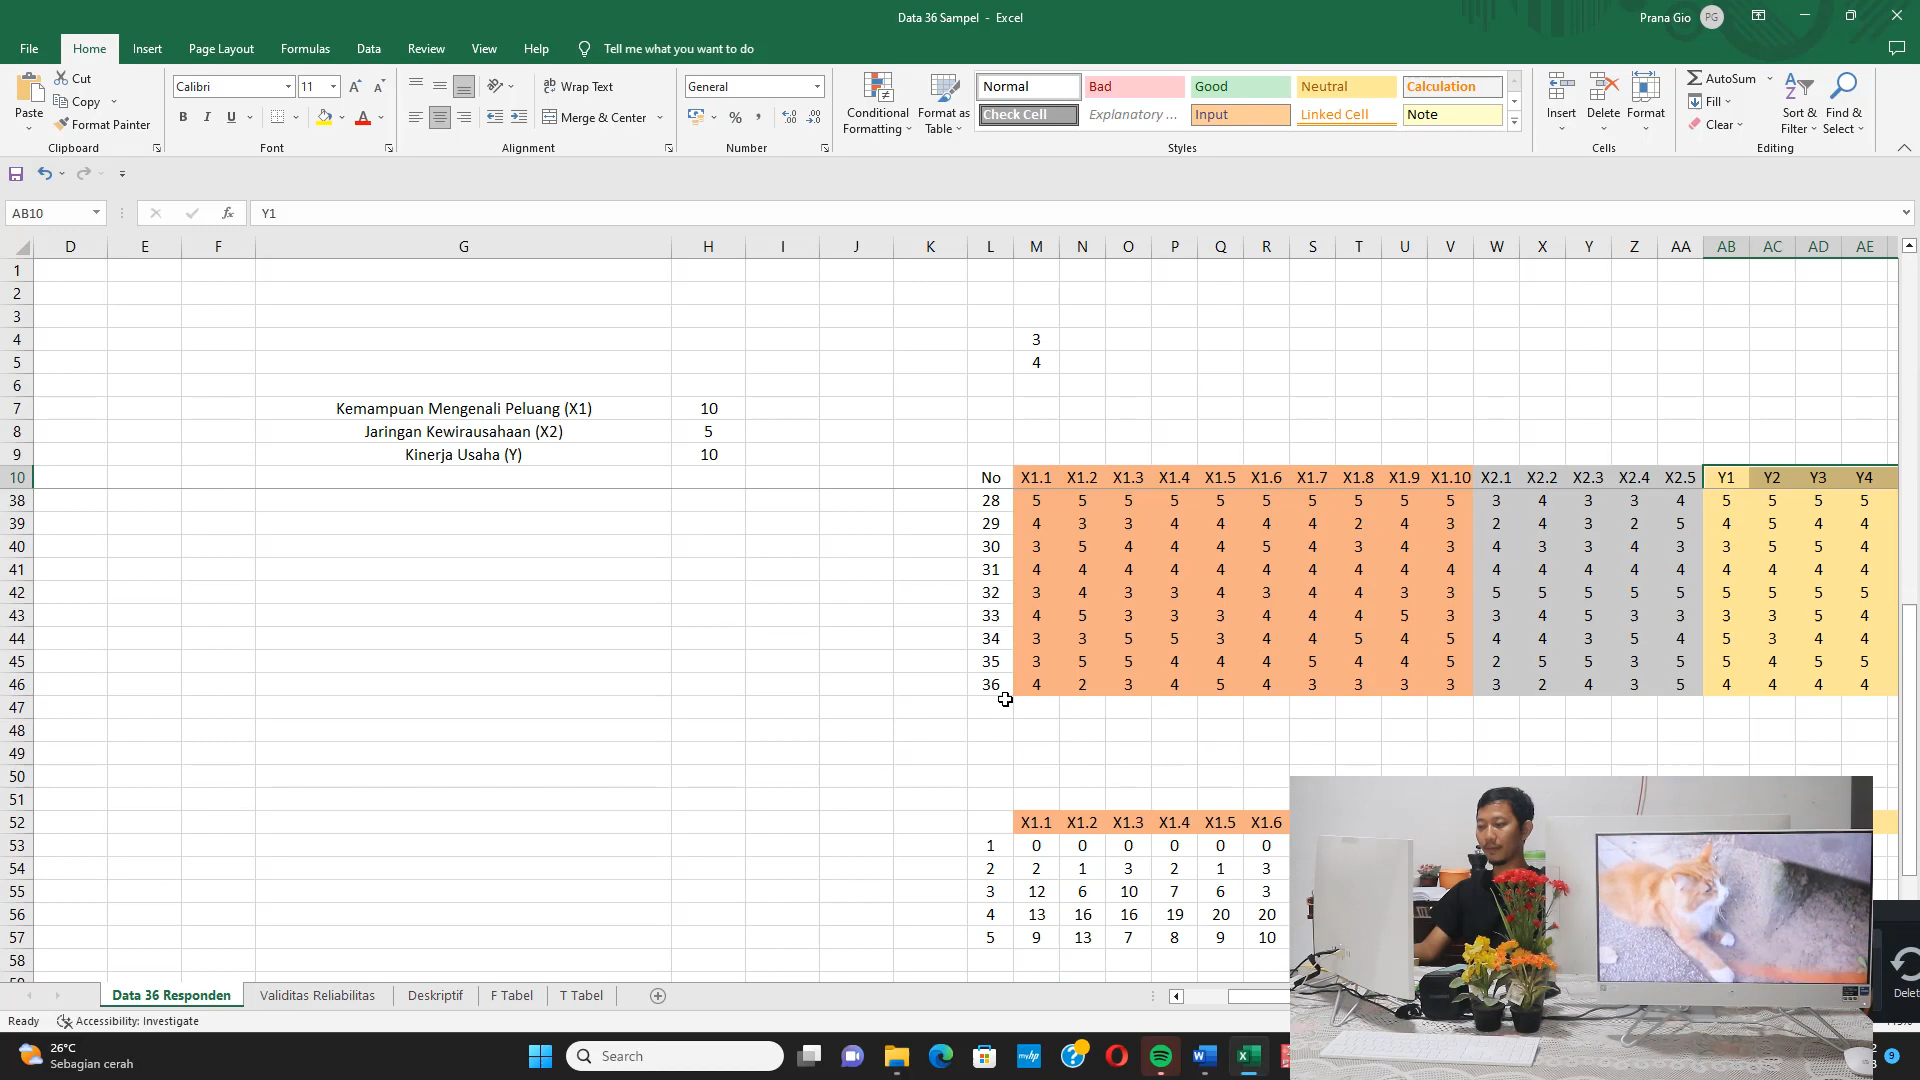 Data 36 Sampel - Excel
Prana Gio
PG
File Home Insert Page Layout Formulas Data Review View Help Tell me what you want to do
Paste
Cut
Copy
Format Painter
Clipboard
Calibri 11
B I U
Font
Wrap Text
Merge & Center
Alignment
General
Number
Conditional Formatting
Format as Table
Normal Bad Good Neutral Calculation
Check Cell Explanatory ... Input Linked Cell Note
Styles
Insert Delete Format
Cells
AutoSum
Fill
Clear
Sort & Filter
Find & Select
Editing
AB10 fx Y1
D E F G H I J K L M N O P Q R S T U V W X Y Z AA AB AC AD AE
1
2
3
4 3
5 4
6
7 Kemampuan Mengenali Peluang (X1) 10
8 Jaringan Kewirausahaan (X2) 5
9 Kinerja Usaha (Y) 10
10 No X1.1 X1.2 X1.3 X1.4 X1.5 X1.6 X1.7 X1.8 X1.9 X1.10 X2.1 X2.2 X2.3 X2.4 X2.5 Y1 Y2 Y3 Y4
38 28 5 5 5 5 5 5 5 5 5 5 3 4 3 3 4 5 5 5 5
39 29 4 3 3 4 4 4 4 2 4 3 2 4 3 2 5 4 5 4 4
40 30 3 5 4 4 4 5 4 3 4 3 4 3 3 4 3 3 5 5 4
41 31 4 4 4 4 4 4 4 4 4 4 4 4 4 4 4 4 4 4 4
42 32 3 4 3 3 4 3 4 4 3 3 5 5 5 5 5 5 5 5 5
43 33 4 5 3 3 3 4 4 4 5 3 3 4 5 3 3 3 3 5 4
44 34 3 3 5 5 3 4 4 5 4 5 4 4 3 5 4 5 3 4 4
45 35 3 5 5 4 4 4 5 4 4 5 2 5 5 3 5 5 4 5 5
46 36 4 2 3 4 5 4 3 3 3 3 3 2 4 3 5 4 4 4 4
47
48
49
50
51
52 X1.1 X1.2 X1.3 X1.4 X1.5 X1.6
53 1 0 0 0 0 0 0
54 2 2 1 3 2 1 3
55 3 12 6 10 7 6 3
56 4 13 16 16 19 20 20
57 5 9 13 7 8 9 10
58
Data 36 Responden Validitas Reliabilitas Deskriptif F Tabel T Tabel
Delet
Ready Accessibility: Investigate
26°C
Sebagian cerah
Search
myhp
9